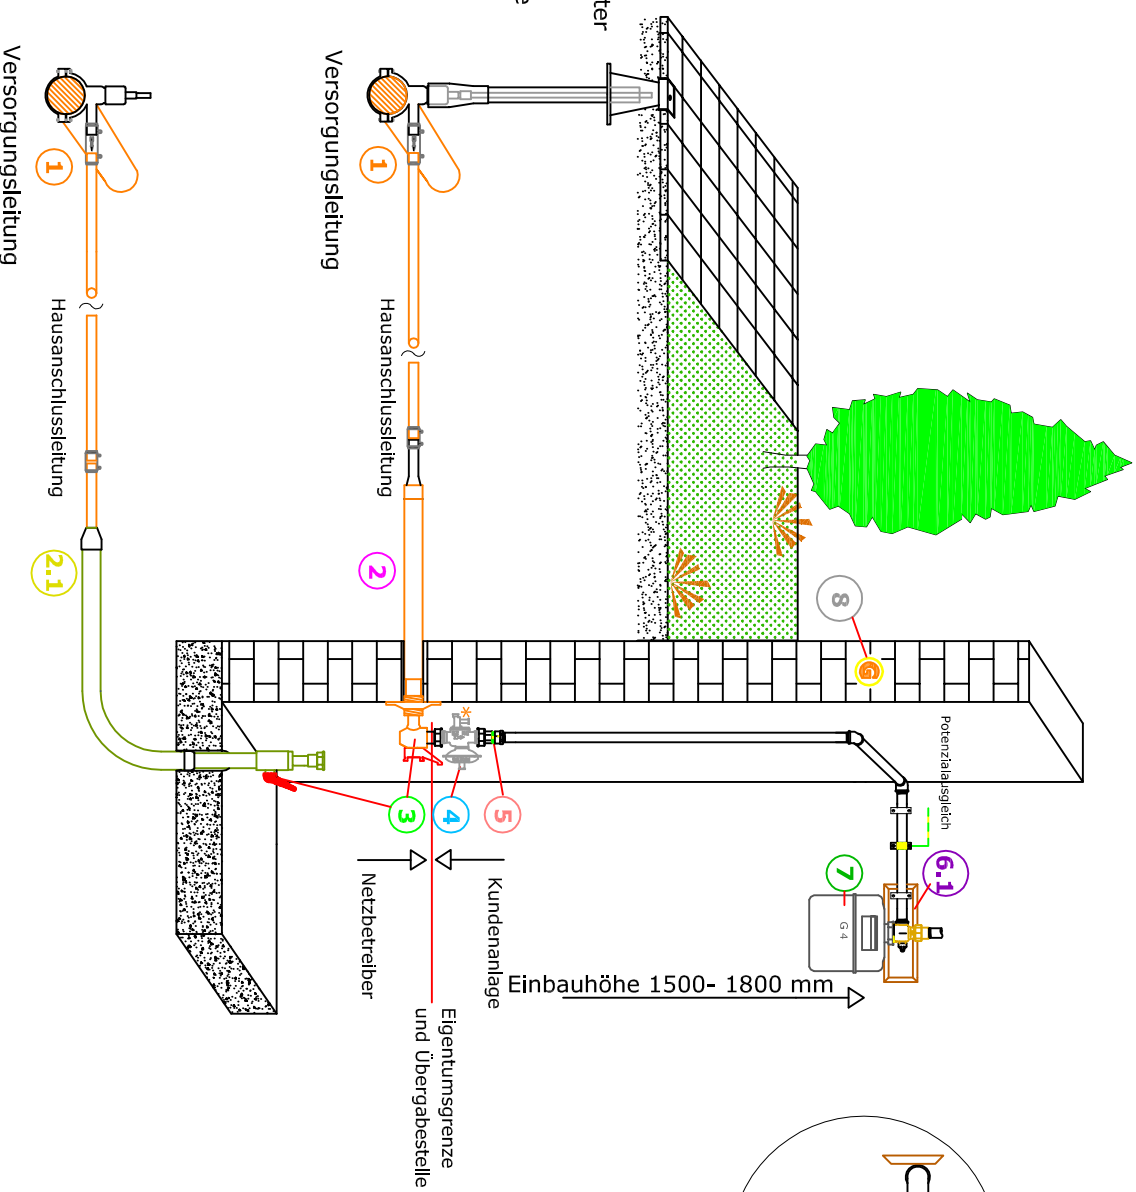 ter
e
Versorgungsleitung
Versorgungsleitung
1
1
Hausanschlussleitung
Hausanschlussleitung
2.1
2
8
G
Potenzialausgleich
3
4
5
*
6.1
7
G 4
Netzbetreiber
Kundenanlage
Einbauhöhe 1500- 1800 mm
Eigentumsgrenze
und Übergabestelle